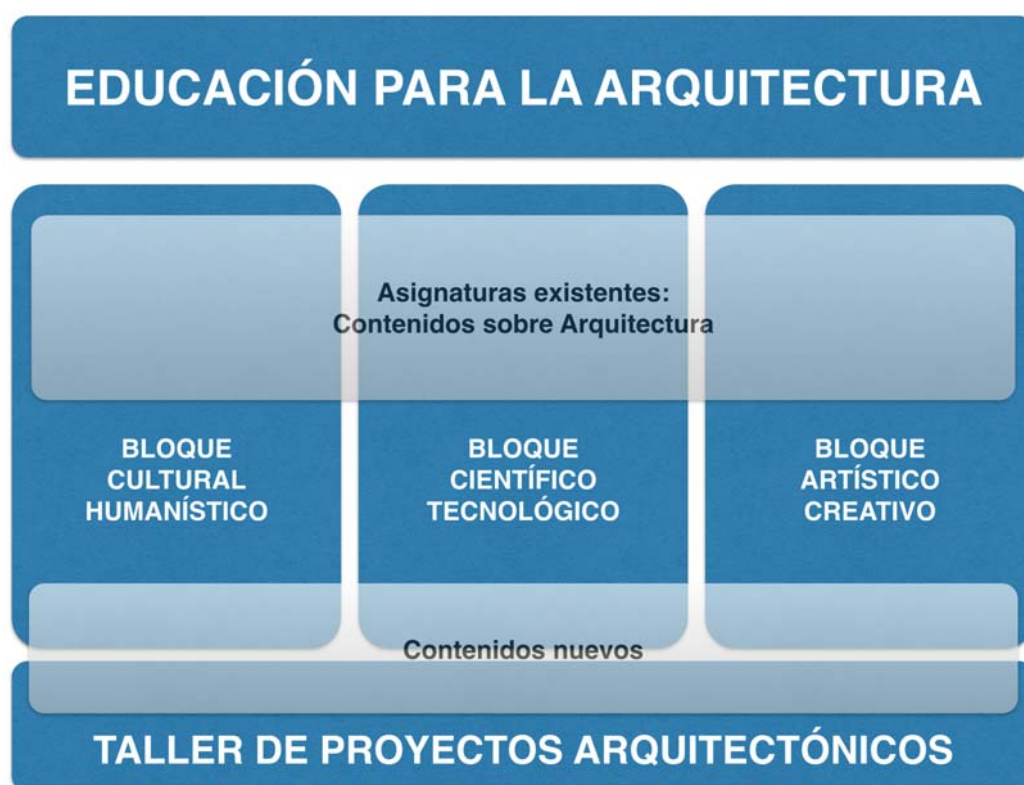 EDUCACIÓN PARA LA ARQUITECTURA
Asignaturas existentes:
Contenidos sobre Arquitectura
BLOQUE
CULTURAL
HUMANÍSTICO
BLOQUE
CIENTÍFICO
TECNOLÓGICO
BLOQUE
ARTÍSTICO
CREATIVO
Contenidos nuevos
TALLER DE PROYECTOS ARQUITECTÓNICOS